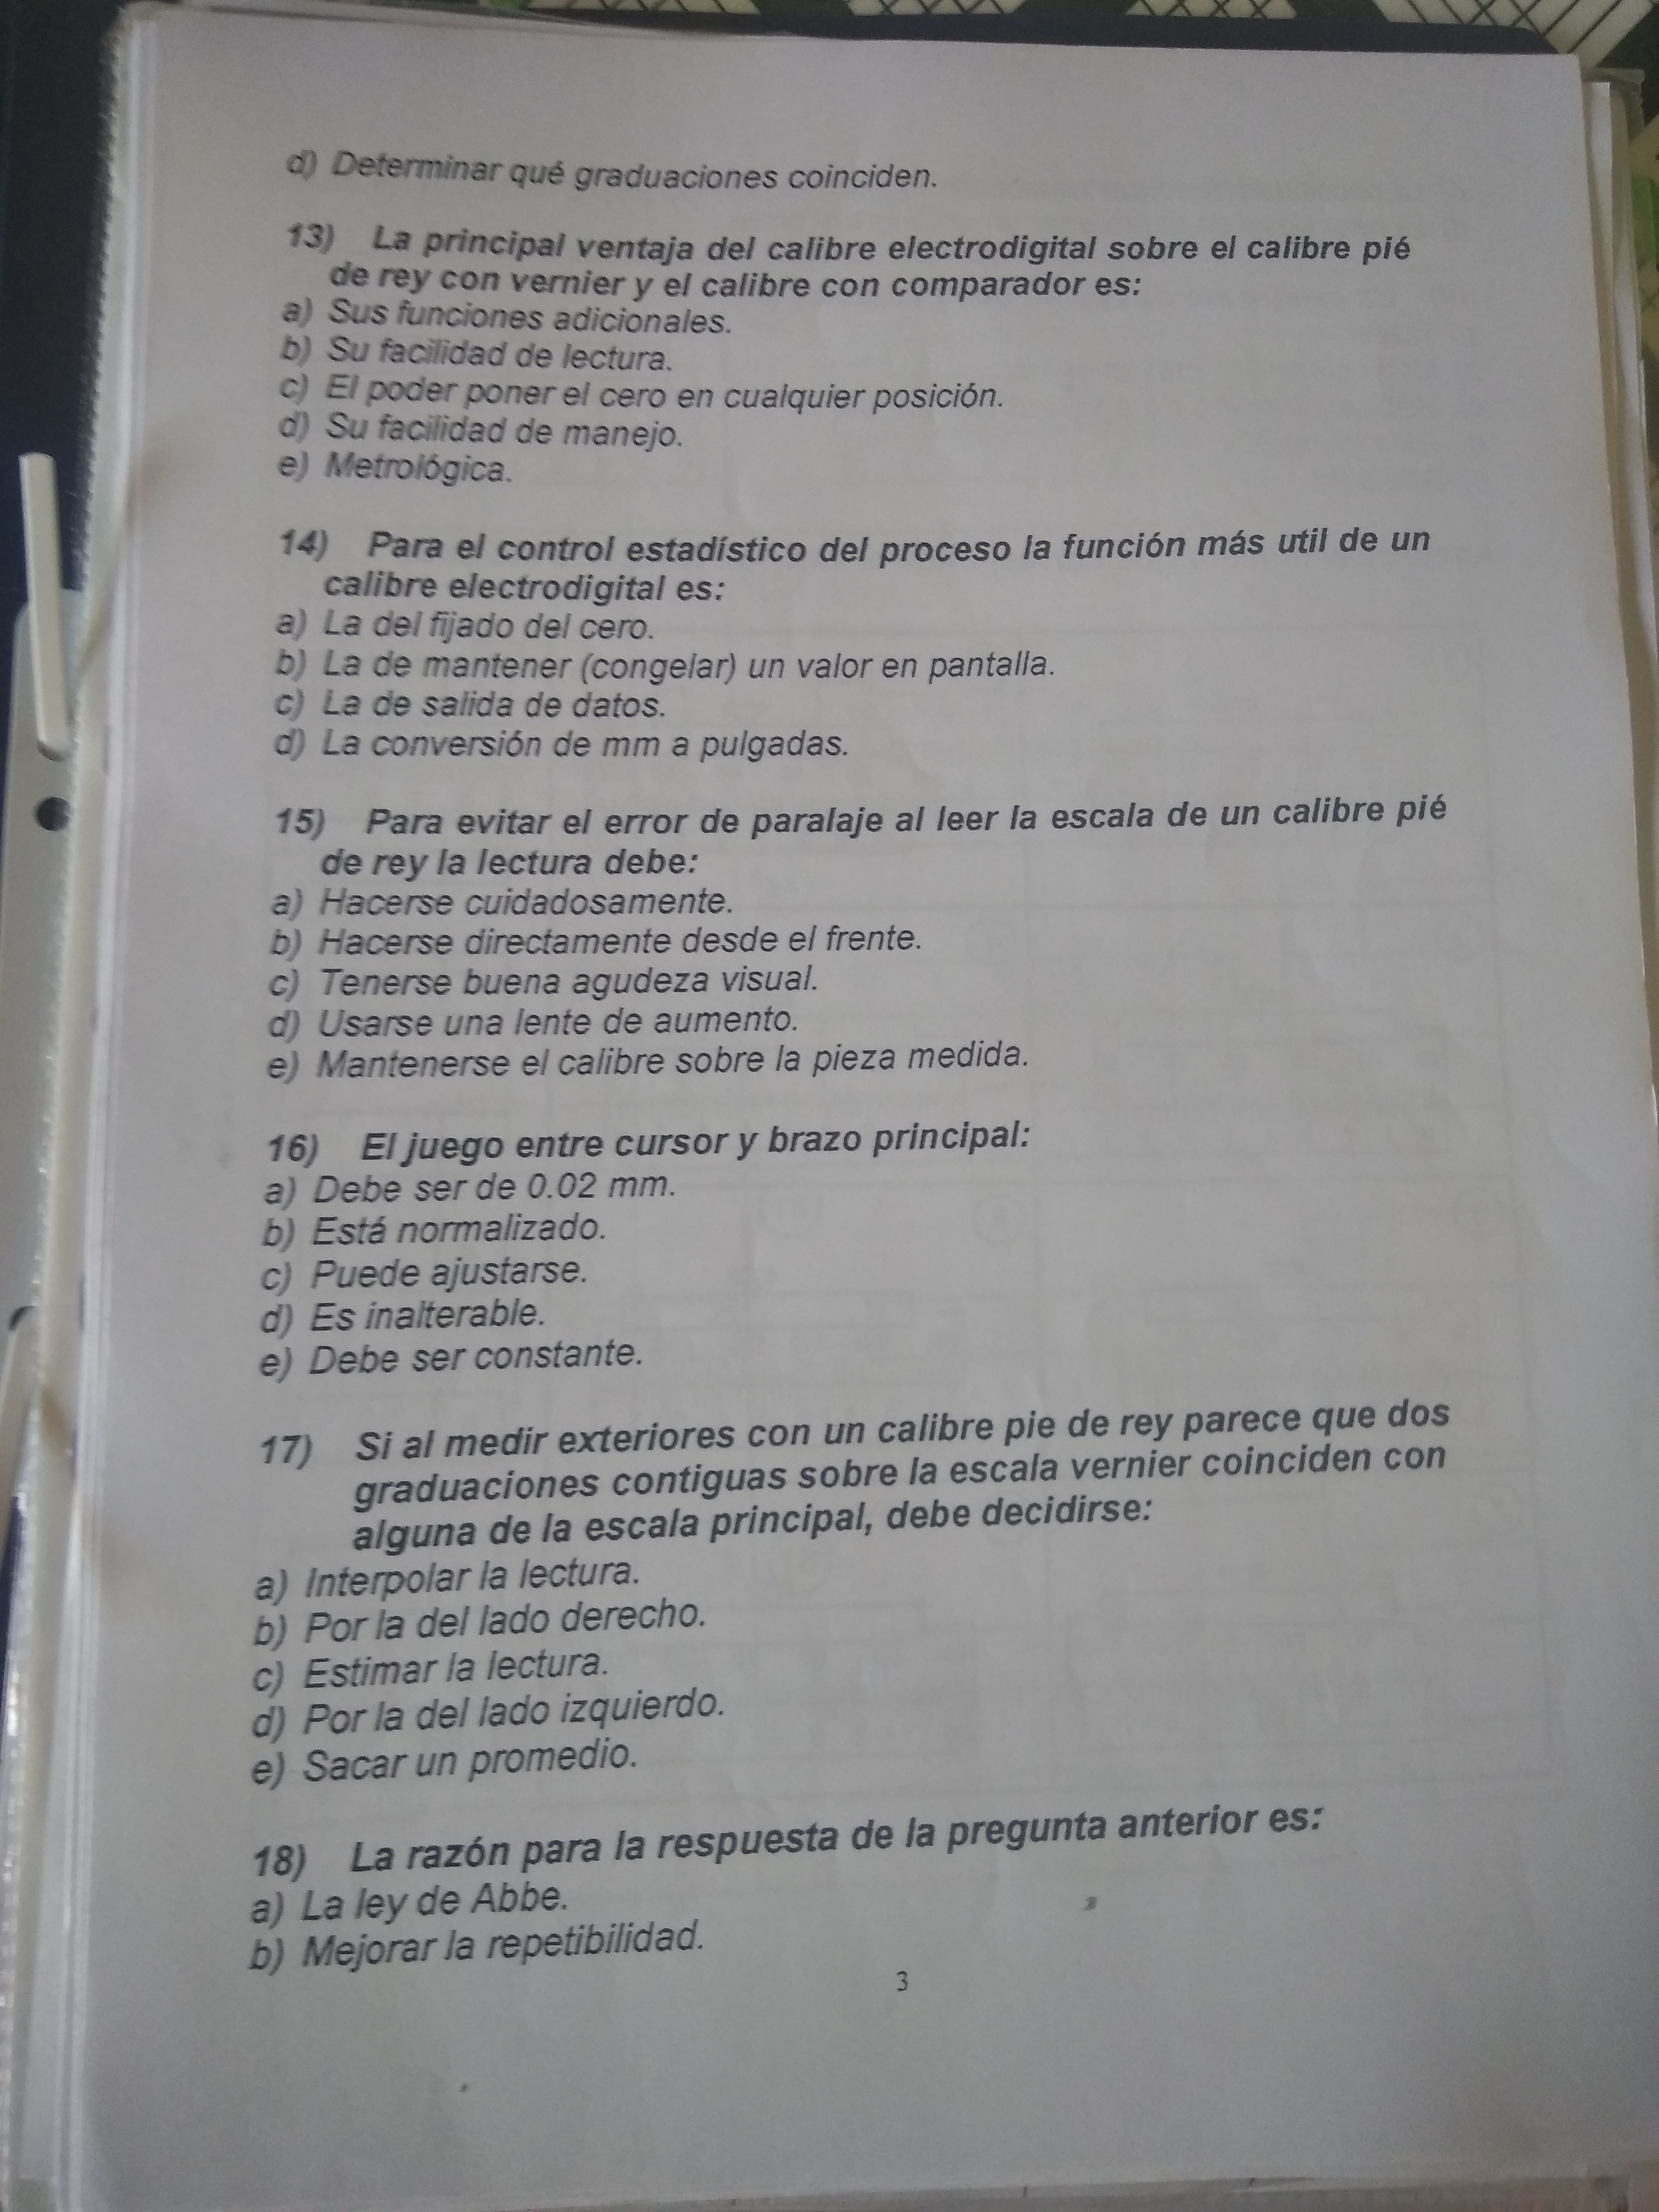 d) Determinar qué graduaciones coinciden.
13) La principal ventaja del calibre electrodigital sobre el calibre pié
de rey con vernier y el calibre con comparador es:
a) Sus funciones adicionales.
b) Su facilidad de lectura.
c) El poder poner el cero en cualquier posición.
d) Su facilidad de manejo.
e) Metrológica.
14) Para el control estadístico del proceso la función más util de un
calibre electrodigital es:
a) La del fijado del cero.
b) La de mantener (congelar) un valor en pantalla.
c) La de salida de datos.
d) La conversión de mm a pulgadas.
15) Para evitar el error de paralaje al leer la escala de un calibre pié
de rey la lectura debe:
a) Hacerse cuidadosamente.
b) Hacerse directamente desde el frente.
c) Tenerse buena agudeza visual.
d) Usarse una lente de aumento.
e) Mantenerse el calibre sobre la pieza medida.
16) El juego entre cursor y brazo principal:
a) Debe ser de 0.02 mm.
b) Está normalizado.
c) Puede ajustarse.
d) Es inalterable.
e) Debe ser constante.
17) Si al medir exteriores con un calibre pie de rey parece que dos
graduaciones contiguas sobre la escala vernier coinciden con
alguna de la escala principal, debe decidirse:
a) Interpolar la lectura.
b) Por la del lado derecho.
c) Estimar la lectura.
d) Por la del lado izquierdo.
e) Sacar un promedio.
18) La razón para la respuesta de la pregunta anterior es:
a) La ley de Abbe.
b) Mejorar la repetibilidad.
3